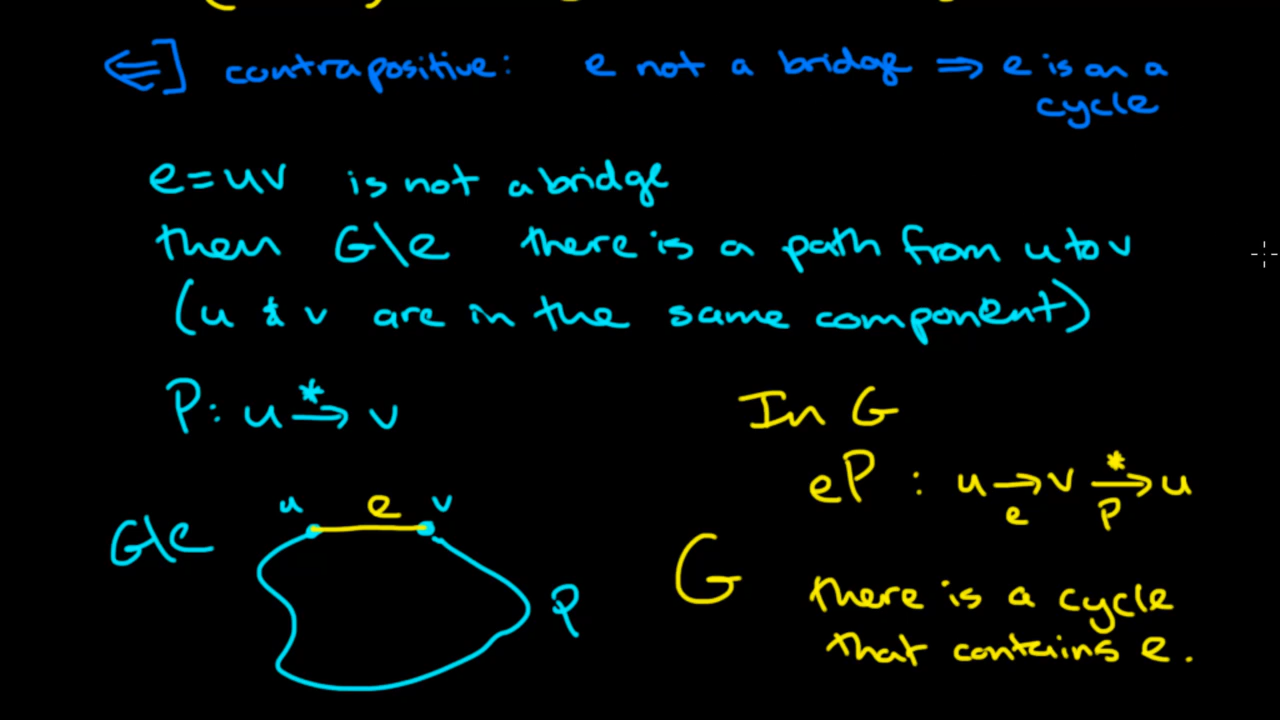 ⇐] contrapositive: e not a bridge ⇒ e is on a
cycle
e=uv is not a bridge
then G\e there is a path from u to v
(u & v are in the same component)
P: u →* v
In G
eP : u →e v →*P u
u e v
G\e
P
G there is a cycle
that contains e.